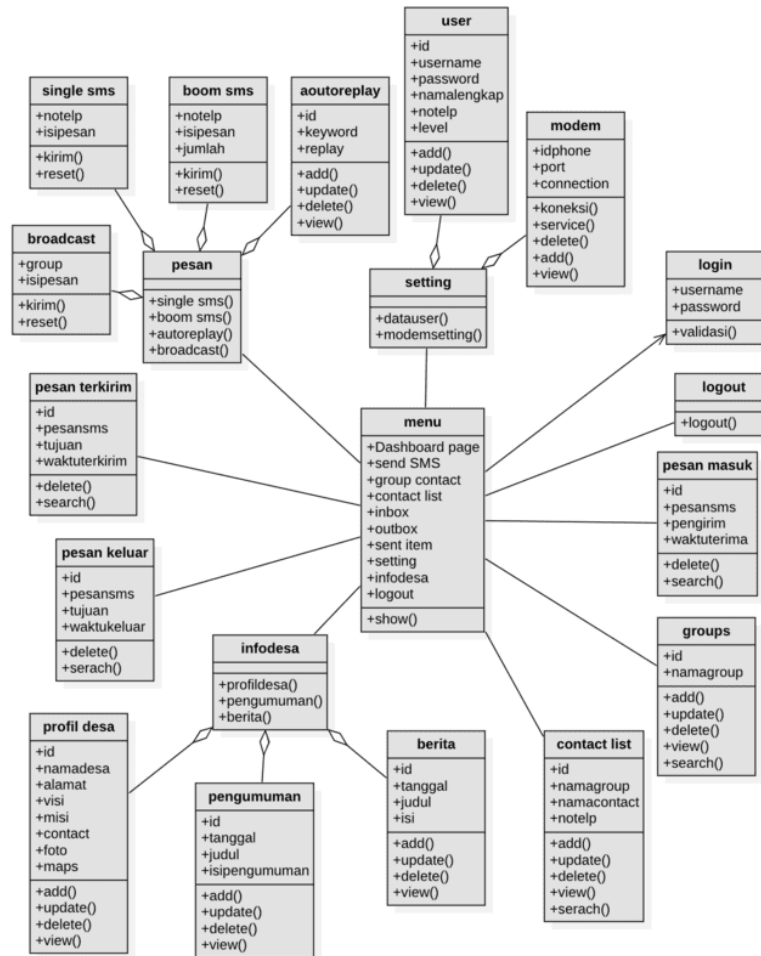 user
+id
+username
+password
+namalengkap
+notelp
+level
+add()
+update()
+delete()
+view()
single sms
+notelp
+isipesan
+kirim()
+reset()
boom sms
+notelp
+isipesan
+jumlah
+kirim()
+reset()
aoutoreplay
+id
+keyword
+replay
+add()
+update()
+delete()
+view()
modem
+idphone
+port
+connection
+koneksi()
+service()
+delete()
+add()
+view()
broadcast
+group
+isipesan
+kirim()
+reset()
pesan
+single sms()
+boom sms()
+autoreplay()
+broadcast()
setting
+datauser()
+modemsetting()
login
+username
+password
+validasi()
pesan terkirim
+id
+pesansms
+tujuan
+waktuterkirim
+delete()
+search()
menu
+Dashboard page
+send SMS
+group contact
+contact list
+inbox
+outbox
+sent item
+setting
+infodesa
+logout
+show()
logout
+logout()
pesan masuk
+id
+pesansms
+pengirim
+waktuterima
+delete()
+search()
pesan keluar
+id
+pesansms
+tujuan
+waktukeluar
+delete()
+serach()
groups
+id
+namagroup
+add()
+update()
+delete()
+view()
+search()
infodesa
+profildesa()
+pengumuman()
+berita()
profil desa
+id
+namadesa
+alamat
+visi
+misi
+contact
+foto
+maps
+add()
+update()
+delete()
+view()
pengumuman
+id
+tanggal
+judul
+isipengumuman
+add()
+update()
+delete()
+view()
berita
+id
+tanggal
+judul
+isi
+add()
+update()
+delete()
+view()
contact list
+id
+namagroup
+namacontact
+notelp
+add()
+update()
+delete()
+view()
+serach()